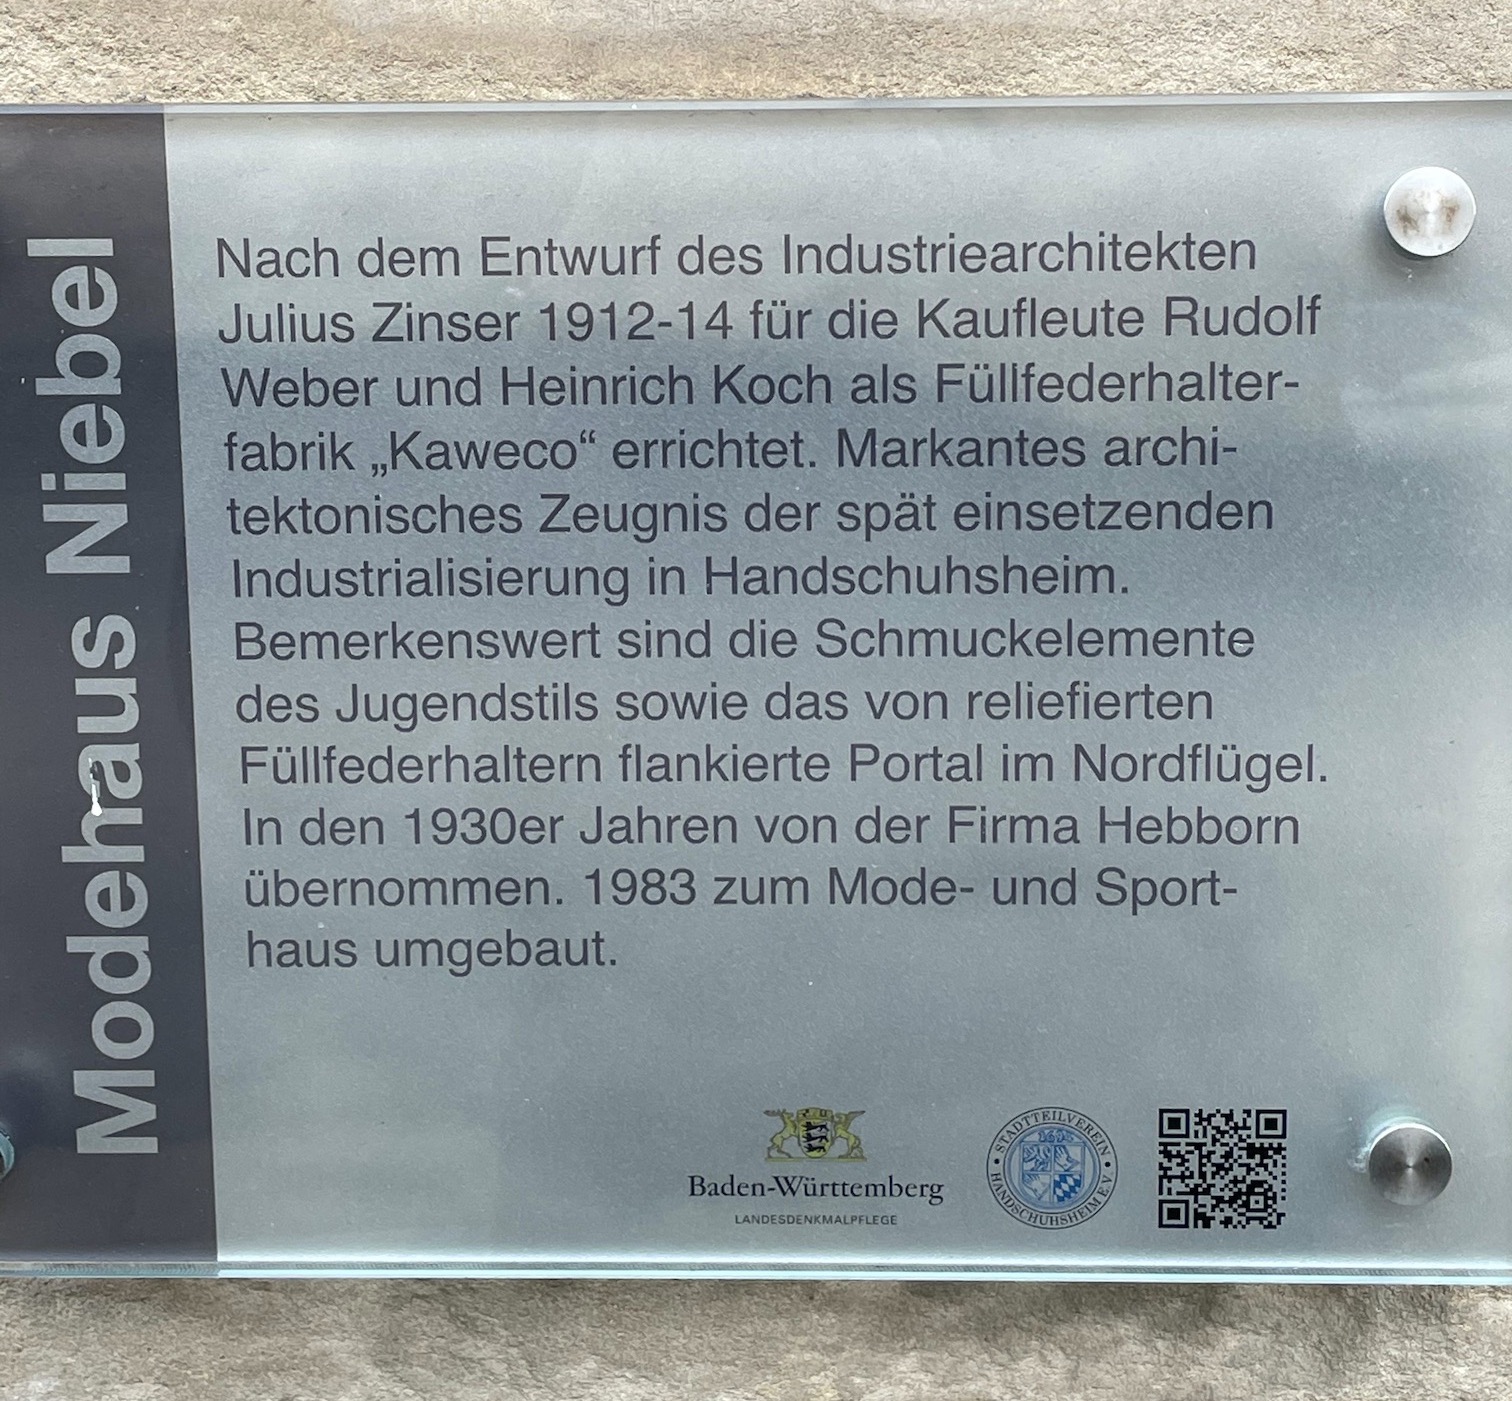 Modehaus Niebel
Nach dem Entwurf des Industriearchitekten
Julius Zinser 1912-14 für die Kaufleute Rudolf
Weber und Heinrich Koch als Füllfederhalter-
fabrik „Kaweco“ errichtet. Markantes archi-
tektonisches Zeugnis der spät einsetzenden
Industrialisierung in Handschuhsheim.
Bemerkenswert sind die Schmuckelemente
des Jugendstils sowie das von reliefierten
Füllfederhaltern flankierte Portal im Nordflügel.
In den 1930er Jahren von der Firma Hebborn
übernommen. 1983 zum Mode- und Sport-
haus umgebaut.
Baden-Württemberg
LANDESDENKMALPFLEGE
STADTTEILVEREIN
HANDSCHUHSHEIM E.V.